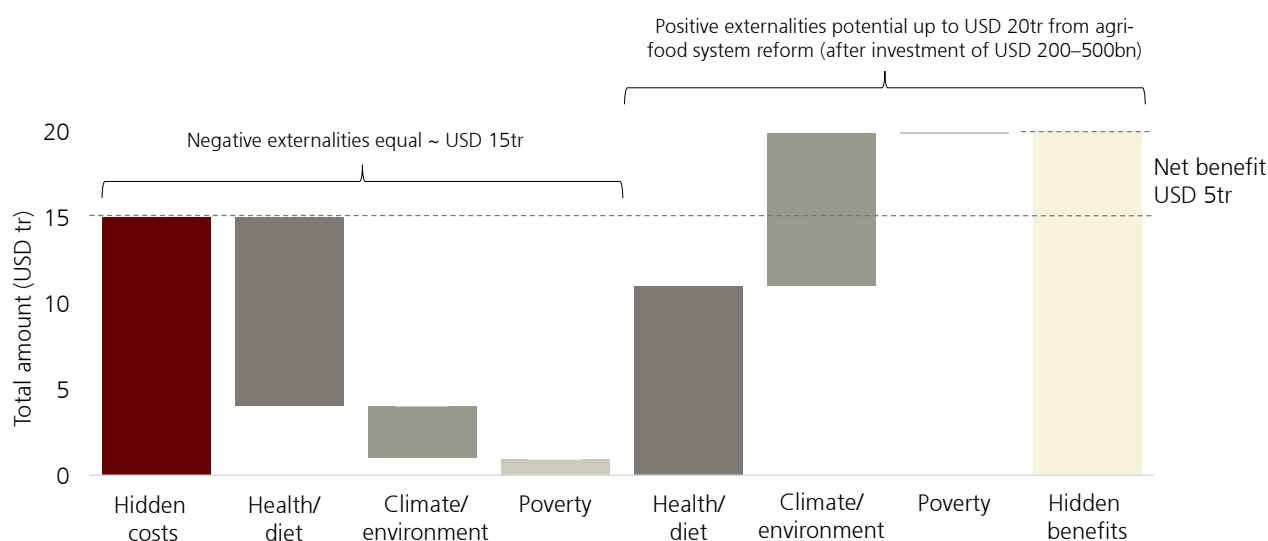 Positive externalities potential up to USD 20tr from agri-
food system reform (after investment of USD 200–500bn)
Negative externalities equal ~ USD 15tr
Net benefit
USD 5tr
Total amount (USD tr)
20
15
10
5
0
Hidden
costs
Health/
diet
Climate/
environment
Poverty
Health/
diet
Climate/
environment
Poverty
Hidden
benefits